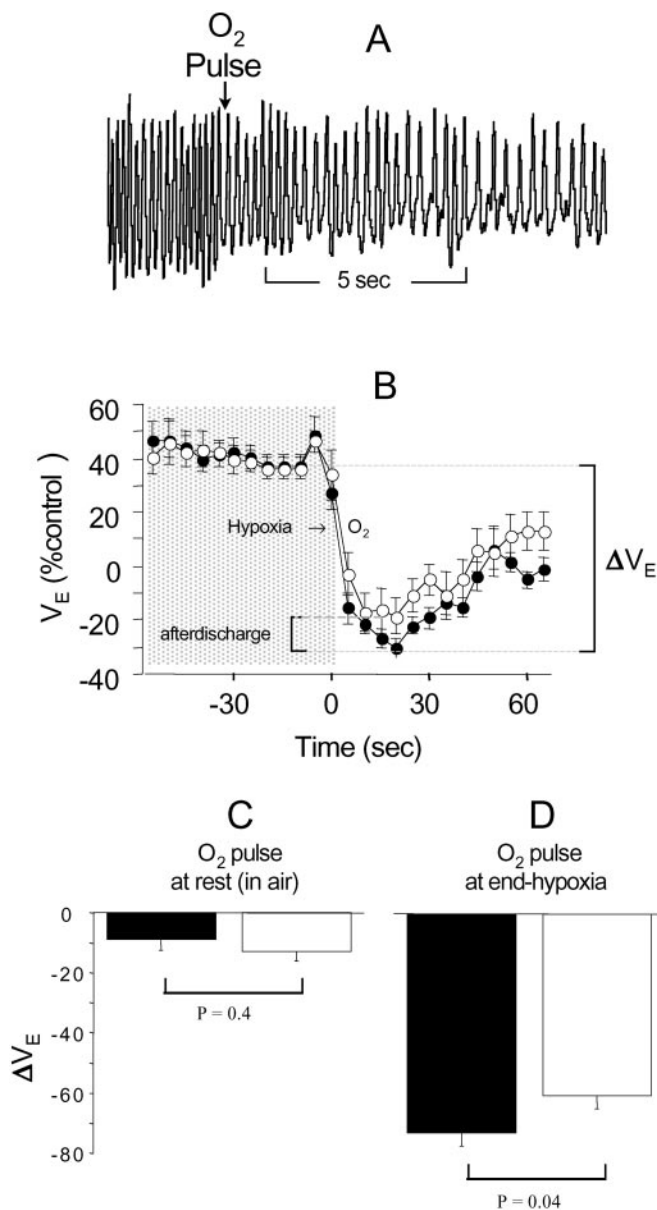 O2
Pulse
A
5 sec
B
VE (%control)
60
40
20
0
-20
-40
Hypoxia → O2
afterdischarge
ΔVE
-30 0 30 60
Time (sec)
C
O2 pulse
at rest (in air)
D
O2 pulse
at end-hypoxia
ΔVE
0
-20
-40
-60
-80
P = 0.4
P = 0.04